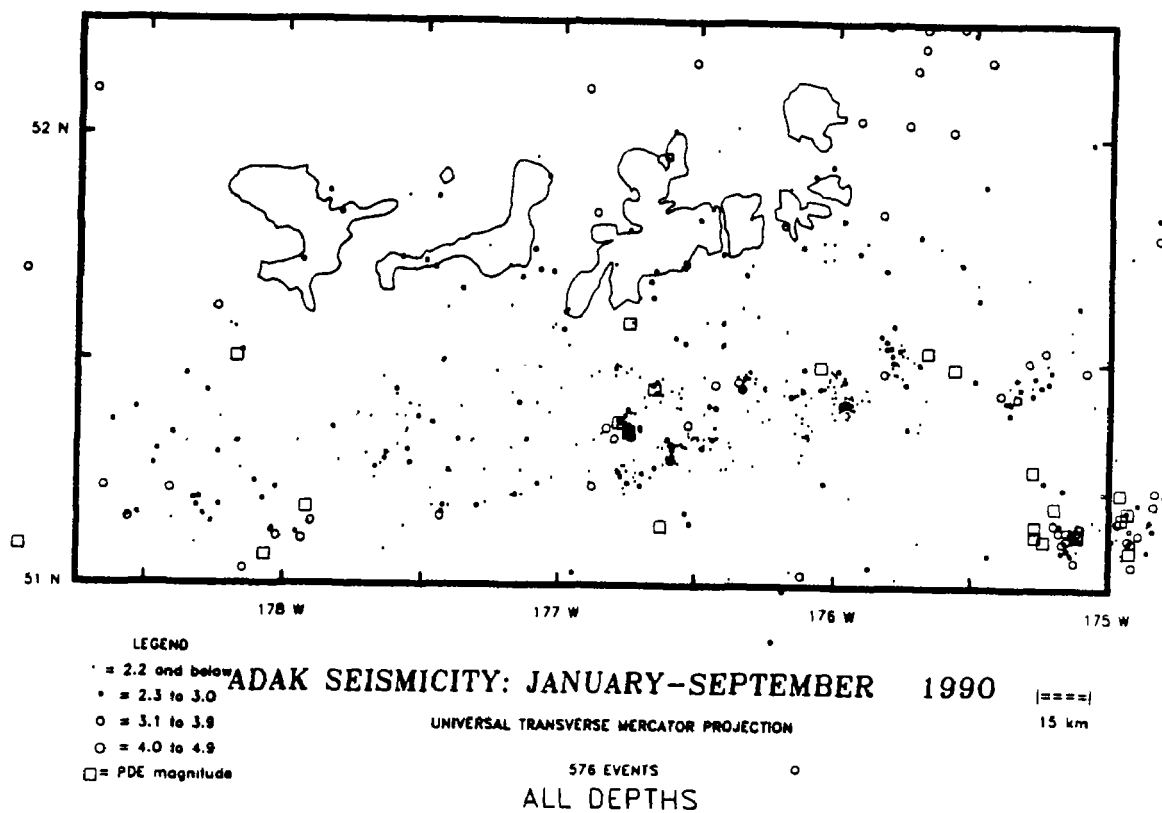 52 N
51 N
178 W
177 W
176 W
175 W
LEGEND
= 2.2 and below
= 2.3 to 3.0
= 3.1 to 3.9
= 4.0 to 4.9
= PDE magnitude
ADAK SEISMICITY: JANUARY-SEPTEMBER 1990
UNIVERSAL TRANSVERSE MERCATOR PROJECTION
|====|
15 km
576 EVENTS
ALL DEPTHS